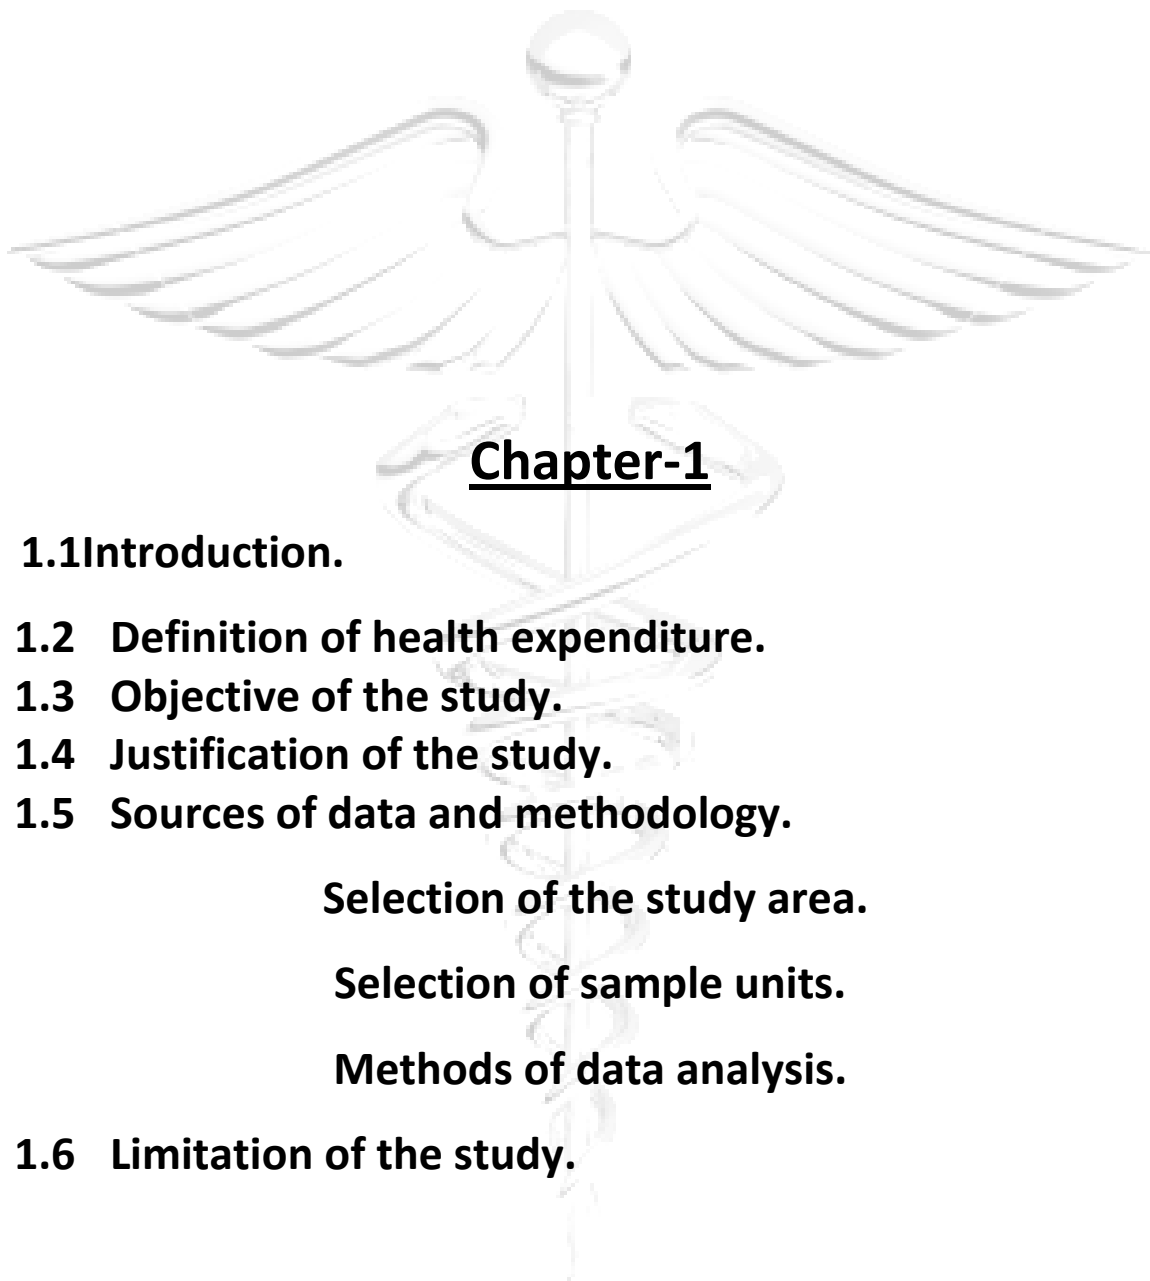 Chapter-1
1.1Introduction.
1.2 Definition of health expenditure.
1.3 Objective of the study.
1.4 Justification of the study.
1.5 Sources of data and methodology.
Selection of the study area.
Selection of sample units.
Methods of data analysis.
1.6 Limitation of the study.